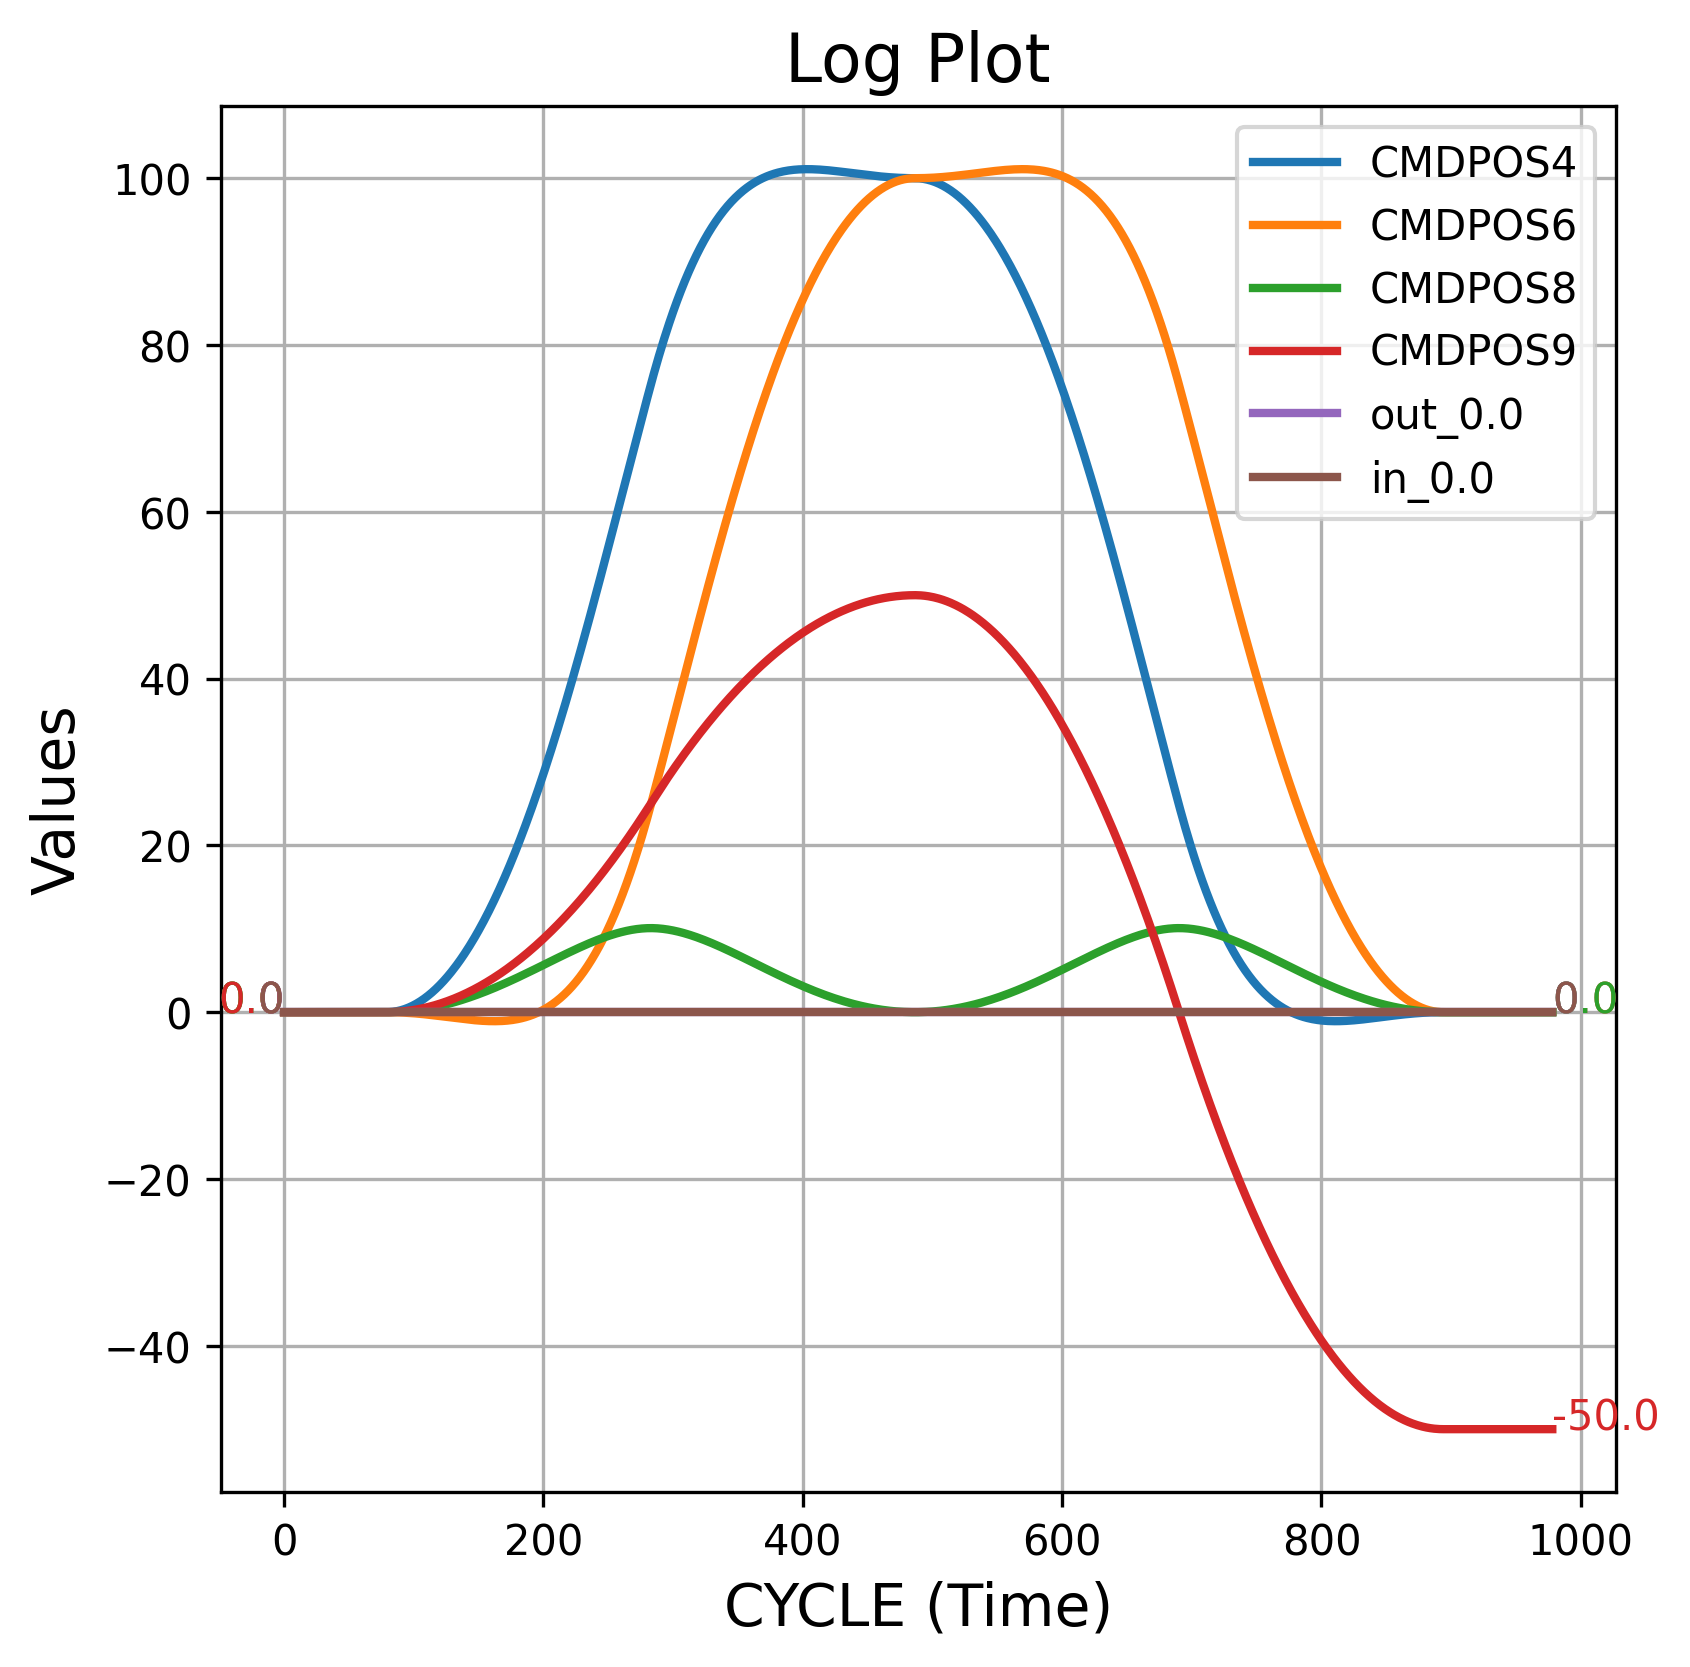 Log Plot
CMDPOS4
CMDPOS6
CMDPOS8
CMDPOS9
out_0.0
in_0.0
100
80
60
40
20
0
−20
−40
Values
0.0
0.0
-50.0
0
200
400
600
800
1000
CYCLE (Time)